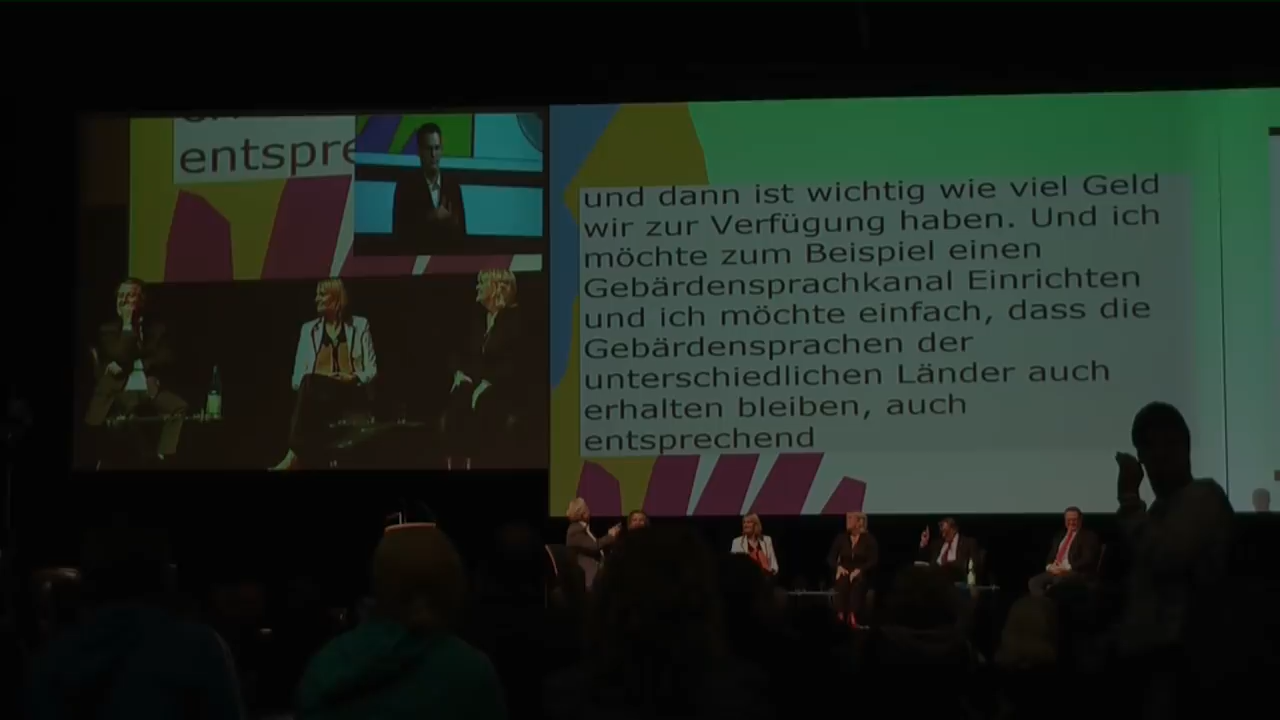 entspre
und dann ist wichtig wie viel Geld
wir zur Verfügung haben. Und ich
möchte zum Beispiel einen
Gebärdensprachkanal Einrichten
und ich möchte einfach, dass die
Gebärdensprachen der
unterschiedlichen Länder auch
erhalten bleiben, auch
entsprechend